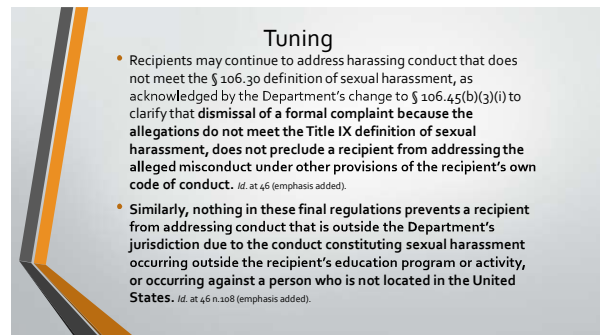 Tuning
• Recipients may continue to address harassing conduct that does
not meet the § 106.30 definition of sexual harassment, as
acknowledged by the Department's change to § 106.45(b)(3)(i) to
clarify that dismissal of a formal complaint because the
allegations do not meet the Title IX definition of sexual
harassment, does not preclude a recipient from addressing the
alleged misconduct under other provisions of the recipient's own
code of conduct. Id. at 46 (emphasis added).
• Similarly, nothing in these final regulations prevents a recipient
from addressing conduct that is outside the Department's
jurisdiction due to the conduct constituting sexual harassment
occurring outside the recipient's education program or activity,
or occurring against a person who is not located in the United
States. Id. at 46 n.108 (emphasis added).